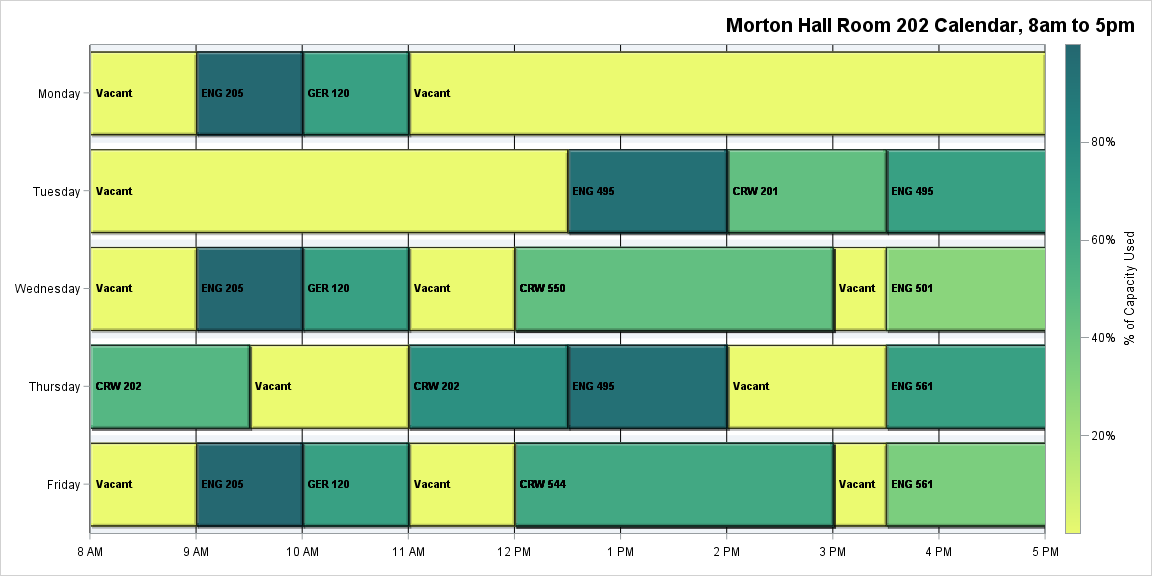 Morton Hall Room 202 Calendar, 8am to 5pm
Monday
Vacant
ENG 205
GER 120
Vacant
Tuesday
Vacant
ENG 495
CRW 201
ENG 495
Wednesday
Vacant
ENG 205
GER 120
Vacant
CRW 550
Vacant
ENG 501
Thursday
CRW 202
Vacant
CRW 202
ENG 495
Vacant
ENG 561
Friday
Vacant
ENG 205
GER 120
Vacant
CRW 544
Vacant
ENG 561
8 AM
9 AM
10 AM
11 AM
12 PM
1 PM
2 PM
3 PM
4 PM
5 PM
80%
60%
40%
20%
% of Capacity Used